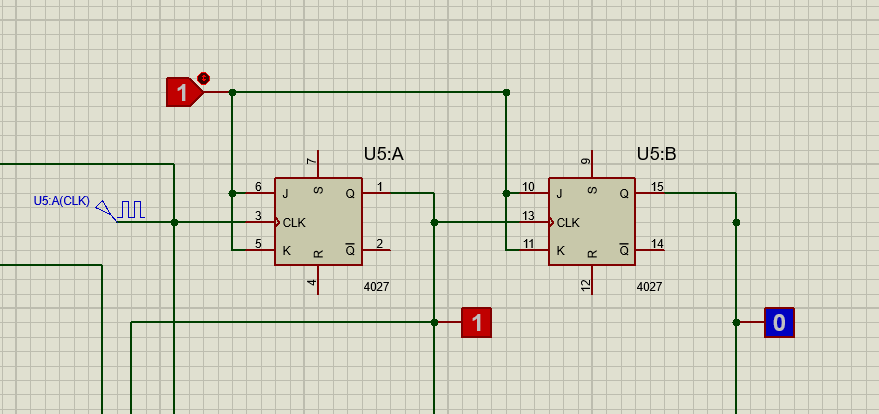 1
U5:A
U5:B
7
9
U5:A(CLK)
6 J S Q 1
10 J S Q 15
3 CLK
13 CLK
5 K R Q 2
11 K R Q 14
4
4027
12
4027
1
0